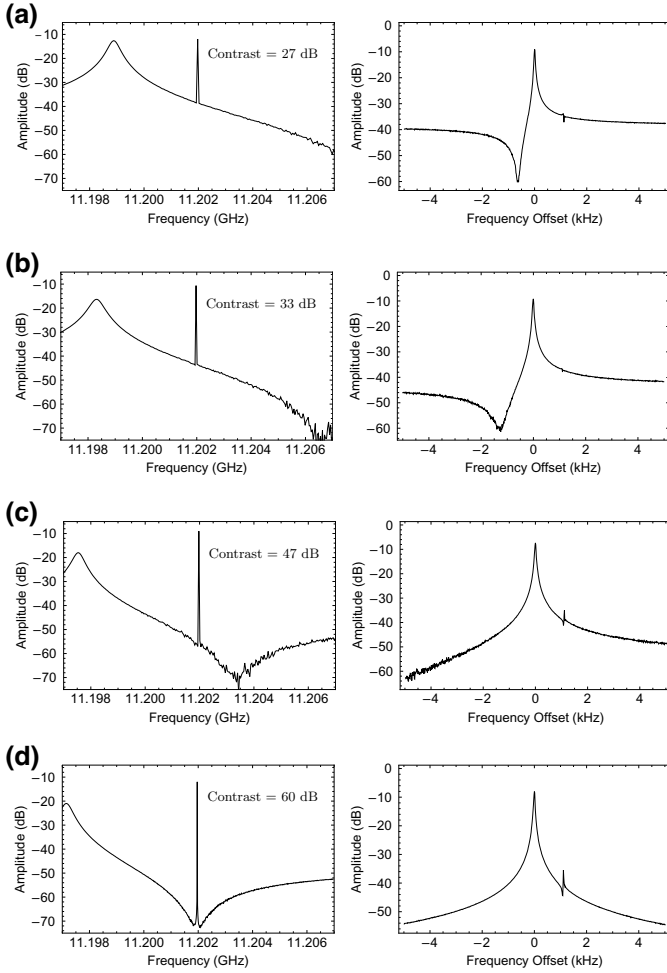 (a)
Amplitude (dB)
−10
−20
−30
−40
−50
−60
−70
Contrast = 27 dB
11.198 11.200 11.202 11.204 11.206
Frequency (GHz)
Amplitude (dB)
0
−10
−20
−30
−40
−50
−60
−4 −2 0 2 4
Frequency Offset (kHz)
(b)
Amplitude (dB)
−10
−20
−30
−40
−50
−60
−70
Contrast = 33 dB
11.198 11.200 11.202 11.204 11.206
Frequency (GHz)
Amplitude (dB)
0
−10
−20
−30
−40
−50
−60
−4 −2 0 2 4
Frequency Offset (kHz)
(c)
Amplitude (dB)
−10
−20
−30
−40
−50
−60
−70
Contrast = 47 dB
11.198 11.200 11.202 11.204 11.206
Frequency (GHz)
Amplitude (dB)
0
−10
−20
−30
−40
−50
−60
−4 −2 0 2 4
Frequency Offset (kHz)
(d)
Amplitude (dB)
−10
−20
−30
−40
−50
−60
−70
Contrast = 60 dB
11.198 11.200 11.202 11.204 11.206
Frequency (GHz)
Amplitude (dB)
0
−10
−20
−30
−40
−50
−4 −2 0 2 4
Frequency Offset (kHz)